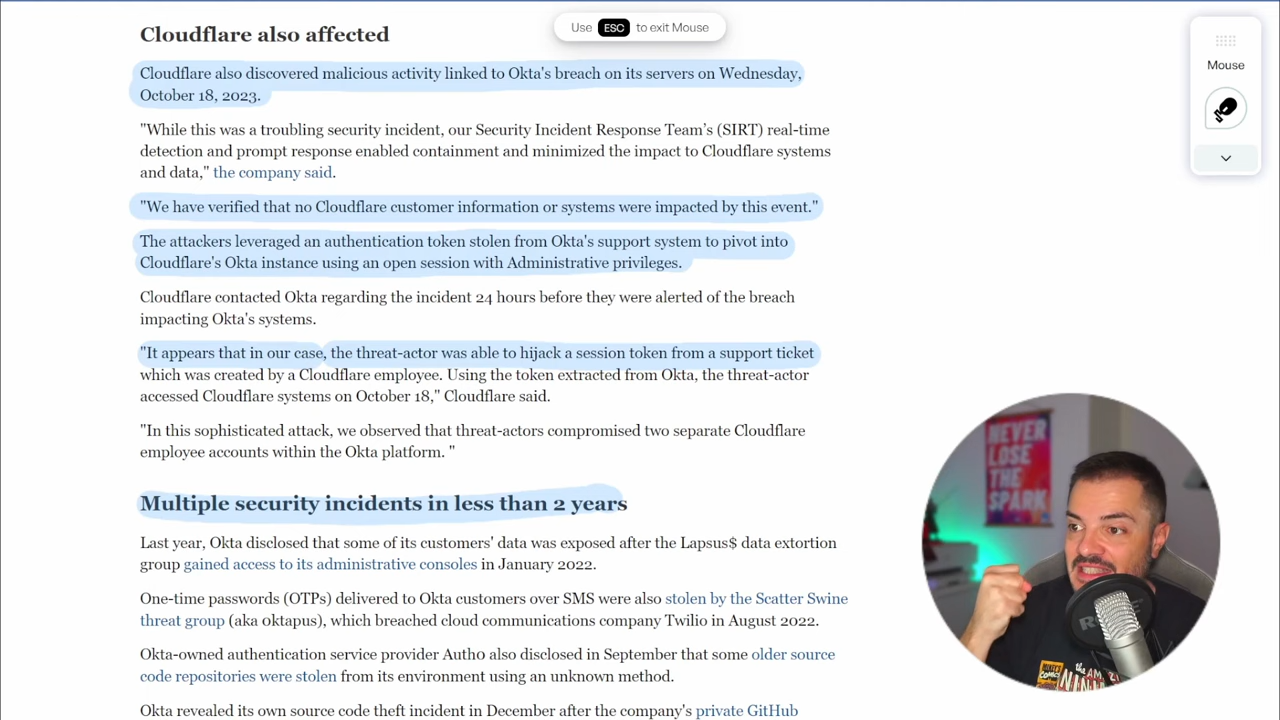 Cloudflare also affected
Use ESC to exit Mouse
Mouse
Cloudflare also discovered malicious activity linked to Okta's breach on its servers on Wednesday,
October 18, 2023.
"While this was a troubling security incident, our Security Incident Response Team's (SIRT) real-time
detection and prompt response enabled containment and minimized the impact to Cloudflare systems
and data," the company said.
"We have verified that no Cloudflare customer information or systems were impacted by this event."
The attackers leveraged an authentication token stolen from Okta's support system to pivot into
Cloudflare's Okta instance using an open session with Administrative privileges.
Cloudflare contacted Okta regarding the incident 24 hours before they were alerted of the breach
impacting Okta's systems.
"It appears that in our case, the threat-actor was able to hijack a session token from a support ticket
which was created by a Cloudflare employee. Using the token extracted from Okta, the threat-actor
accessed Cloudflare systems on October 18," Cloudflare said.
"In this sophisticated attack, we observed that threat-actors compromised two separate Cloudflare
employee accounts within the Okta platform. "
Multiple security incidents in less than 2 years
Last year, Okta disclosed that some of its customers' data was exposed after the Lapsus$ data extortion
group gained access to its administrative consoles in January 2022.
One-time passwords (OTPs) delivered to Okta customers over SMS were also stolen by the Scatter Swine
threat group (aka oktapus), which breached cloud communications company Twilio in August 2022.
Okta-owned authentication service provider Auth0 also disclosed in September that some older source
code repositories were stolen from its environment using an unknown method.
Okta revealed its own source code theft incident in December after the company's private GitHub
NEVER
LOSE
THE
SPARK
the